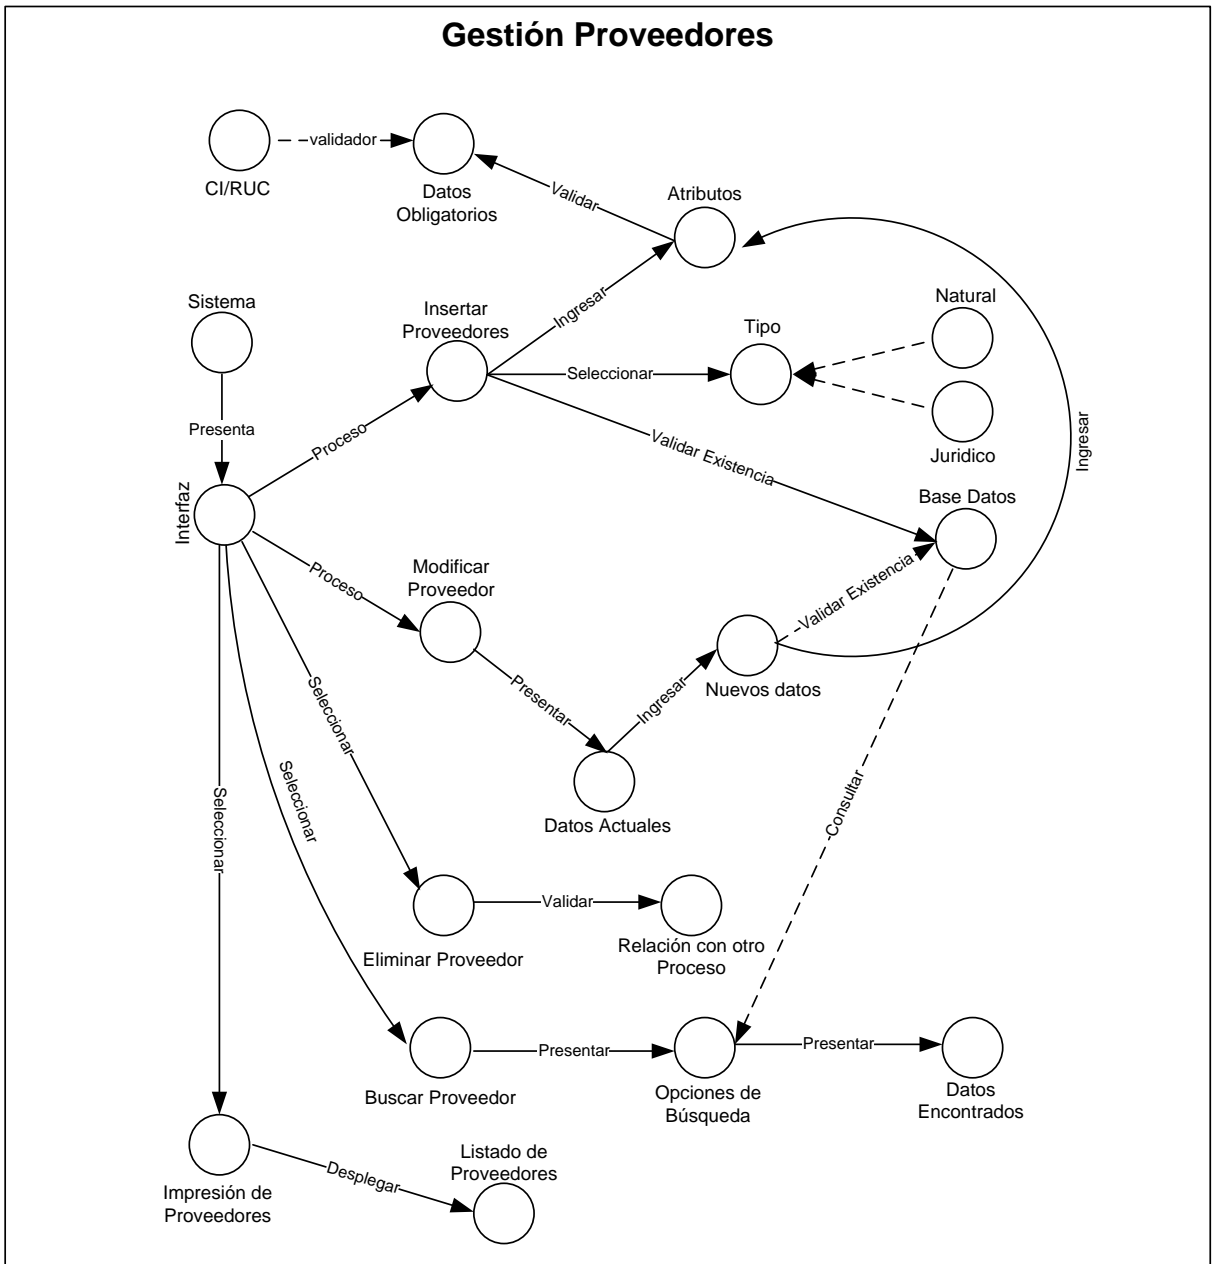 Gestión Proveedores
validador
CI/RUC
Datos
Obligatorios
Validar
Atributos
Sistema
Insertar
Proveedores
Ingresar
Tipo
Natural
Seleccionar
Presenta
Proceso
Validar Existencia
Juridico
Ingresar
Interfaz
Base Datos
Proceso
Modificar
Proveedor
Validar Existencia
Presentar
Ingresar
Nuevos datos
Seleccionar
Datos Actuales
Seleccionar
Seleccionar
Consultar
Validar
Eliminar Proveedor
Relación con otro
Proceso
Presentar
Presentar
Buscar Proveedor
Opciones de
Búsqueda
Datos
Encontrados
Desplegar
Listado de
Proveedores
Impresión de
Proveedores